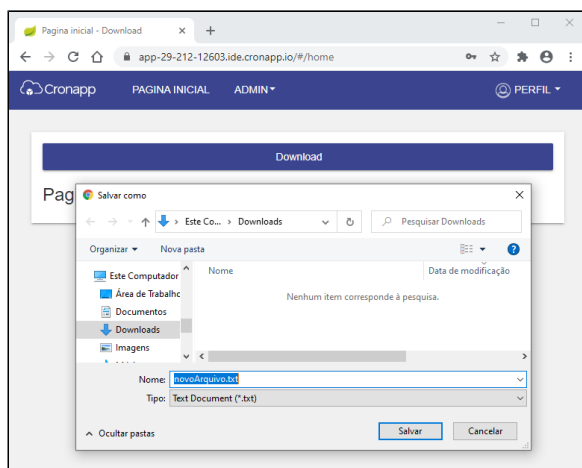 Pagina inicial - Download
app-29-212-12603.ide.cronapp.io/#/home
Cronapp PAGINA INICIAL ADMIN PERFIL
Download
Pag
Salvar como
Este Co... Downloads Pesquisar Downloads
Organizar Nova pasta
Este Computador Nome Data de modificação
Área de Trabalho Nenhum item corresponde à pesquisa.
Documentos
Downloads
Imagens
Nome: novoArquivo.txt
Tipo: Text Document (*.txt)
Ocultar pastas Salvar Cancelar